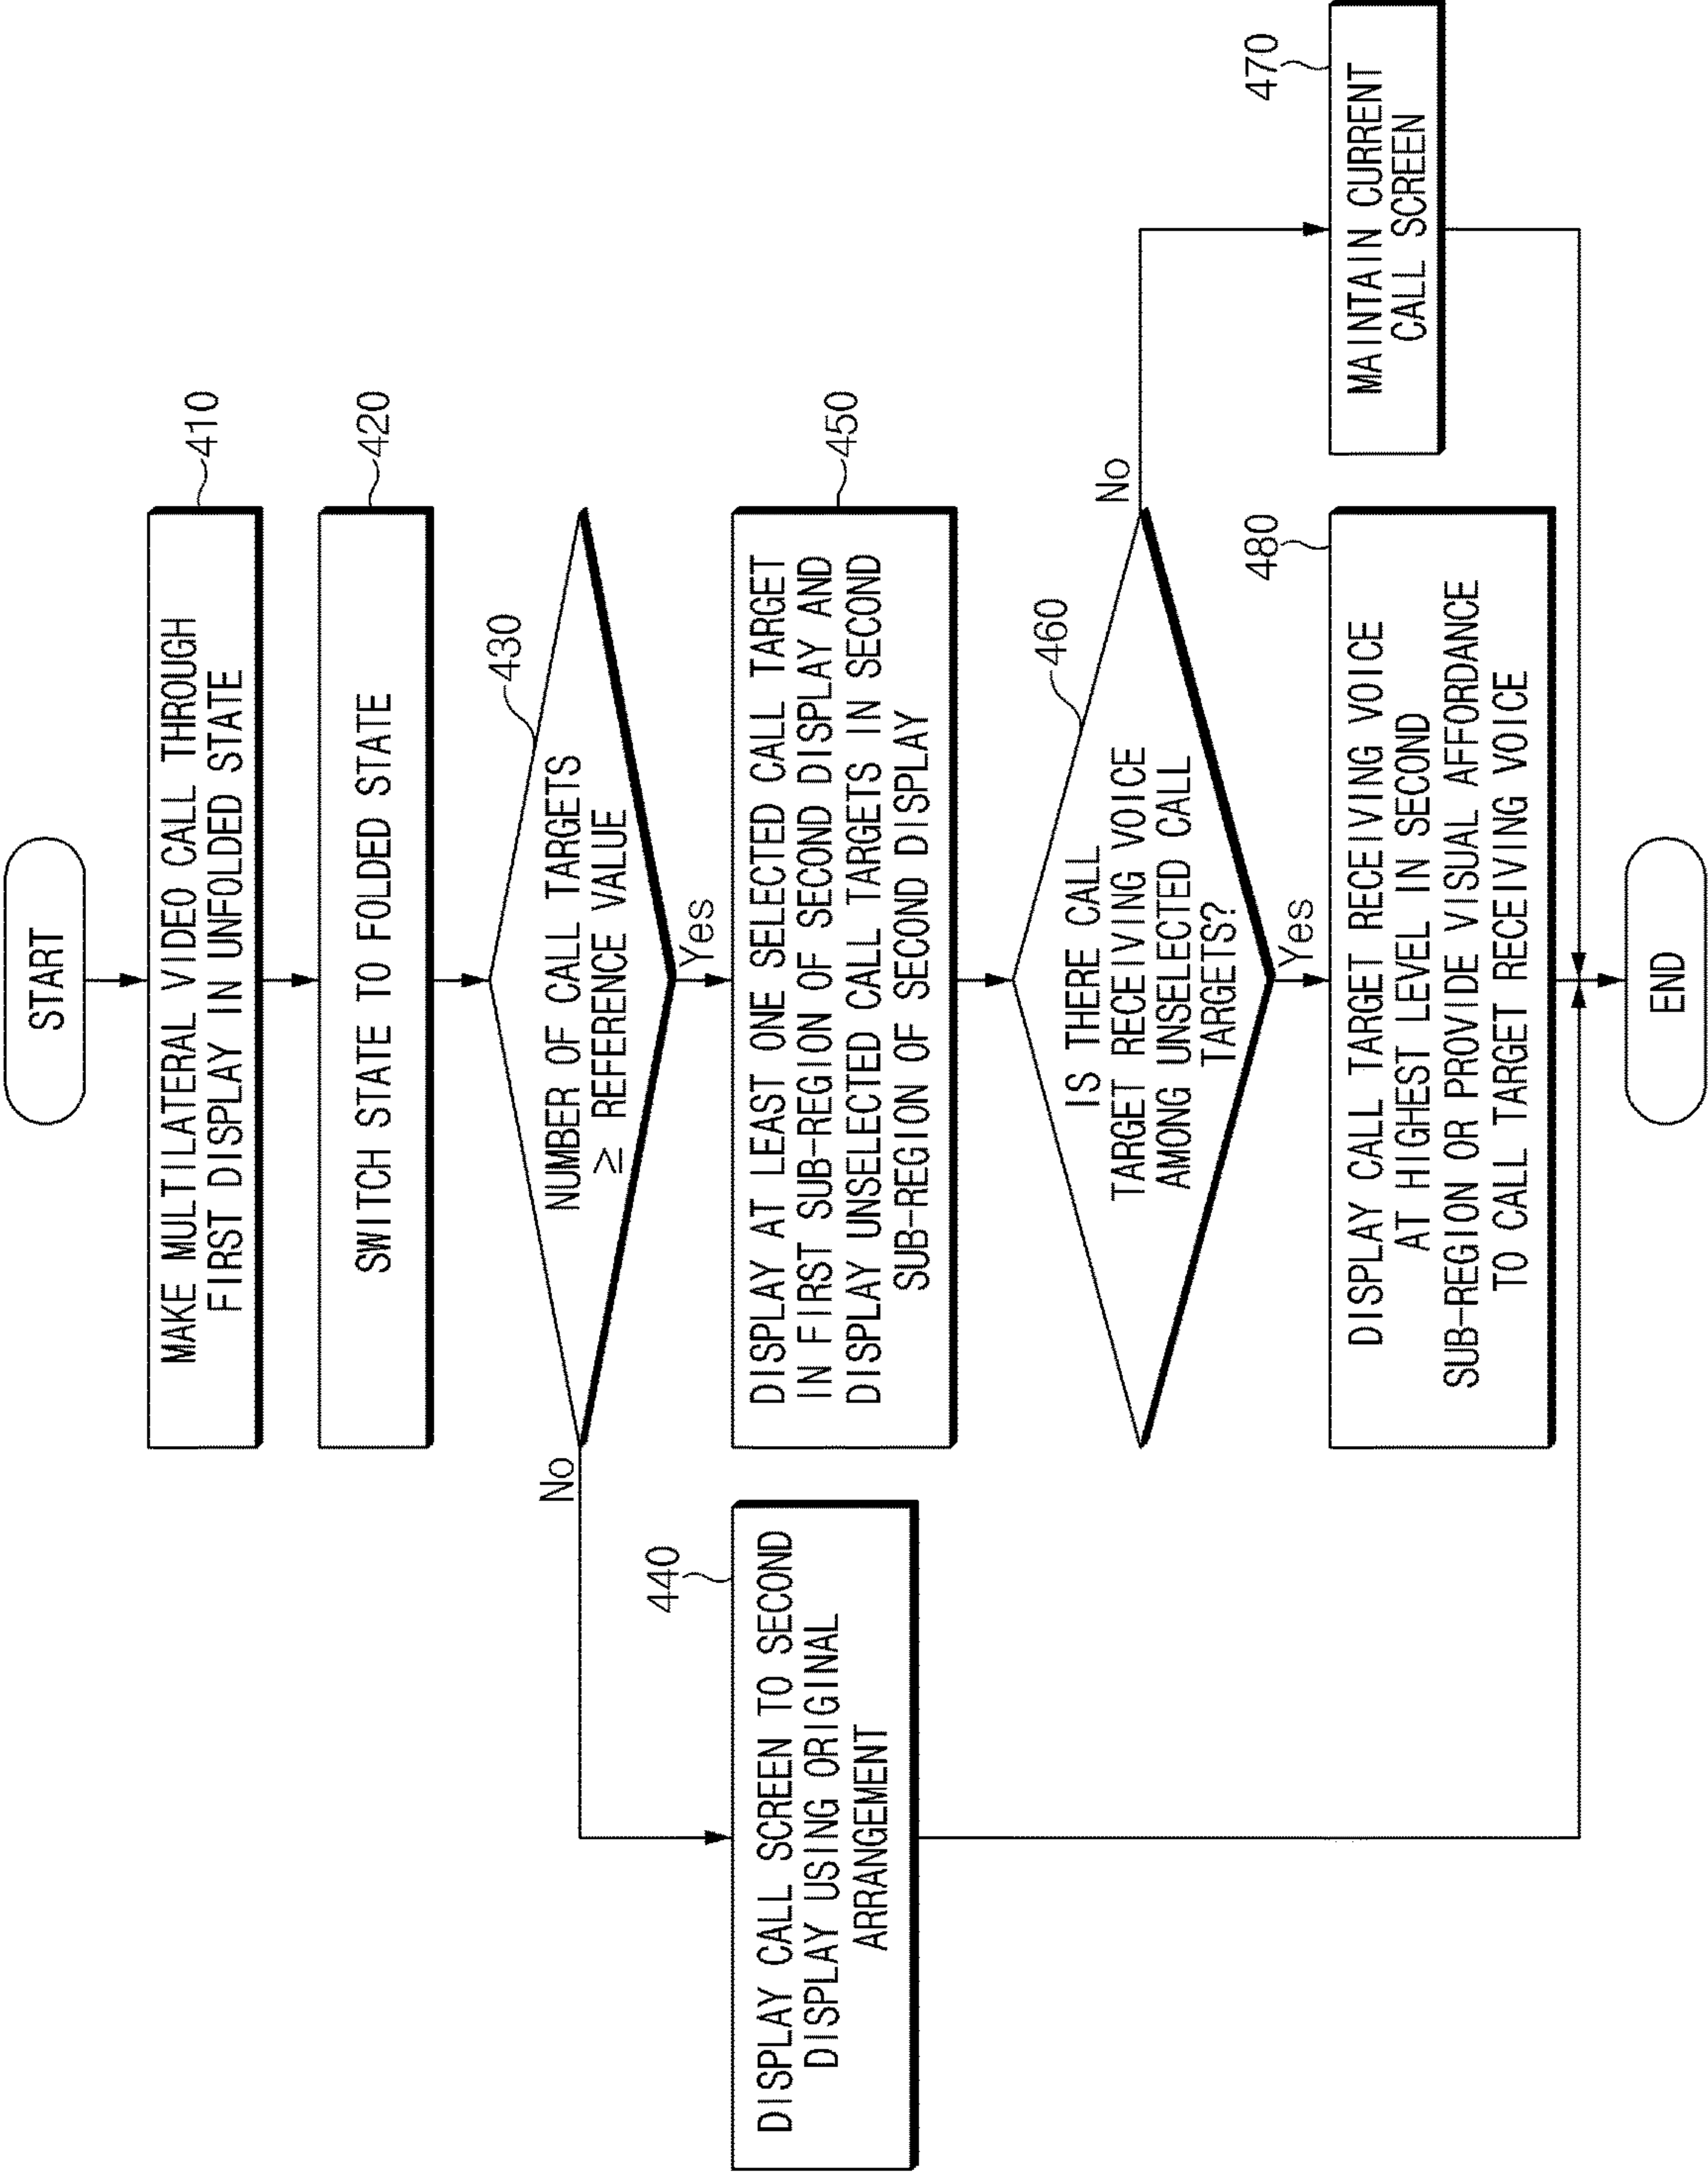 START
410
MAKE MULTILATERAL VIDEO CALL THROUGH
FIRST DISPLAY IN UNFOLDED STATE
420
SWITCH STATE TO FOLDED STATE
430
NUMBER OF CALL TARGETS
≥ REFERENCE VALUE
No
Yes
440
DISPLAY CALL SCREEN TO SECOND
DISPLAY USING ORIGINAL
ARRANGEMENT
450
DISPLAY AT LEAST ONE SELECTED CALL TARGET
IN FIRST SUB-REGION OF SECOND DISPLAY AND
DISPLAY UNSELECTED CALL TARGETS IN SECOND
SUB-REGION OF SECOND DISPLAY
460
IS THERE CALL
TARGET RECEIVING VOICE
AMONG UNSELECTED CALL
TARGETS?
No
Yes
480
DISPLAY CALL TARGET RECEIVING VOICE
AT HIGHEST LEVEL IN SECOND
SUB-REGION OR PROVIDE VISUAL AFFORDANCE
TO CALL TARGET RECEIVING VOICE
470
MAINTAIN CURRENT
CALL SCREEN
END